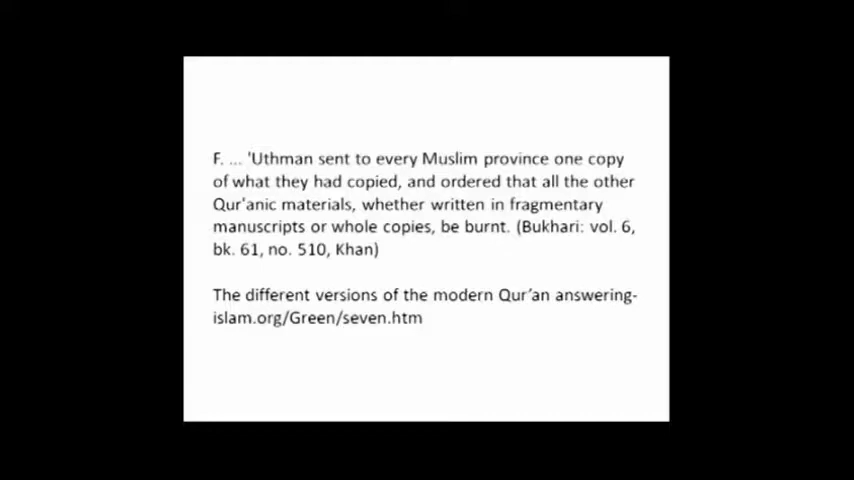 F. ... 'Uthman sent to every Muslim province one copy
of what they had copied, and ordered that all the other
Qur'anic materials, whether written in fragmentary
manuscripts or whole copies, be burnt. (Bukhari: vol. 6,
bk. 61, no. 510, Khan)
The different versions of the modern Qur’an answering-
islam.org/Green/seven.htm